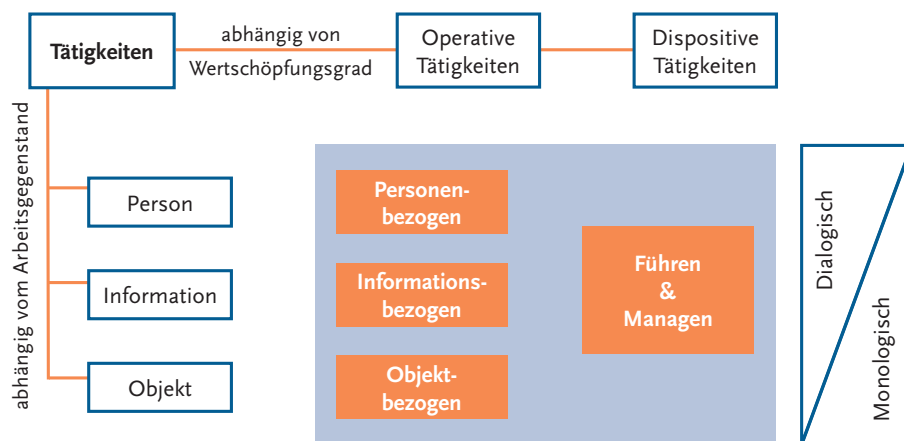 Tätigkeiten
abhängig von
Wertschöpfungsgrad
Operative
Tätigkeiten
Dispositive
Tätigkeiten
abhängig vom Arbeitsgegenstand
Person
Information
Objekt
Personen-
bezogen
Informations-
bezogen
Objekt-
bezogen
Führen
&
Managen
Dialogisch
Monologisch